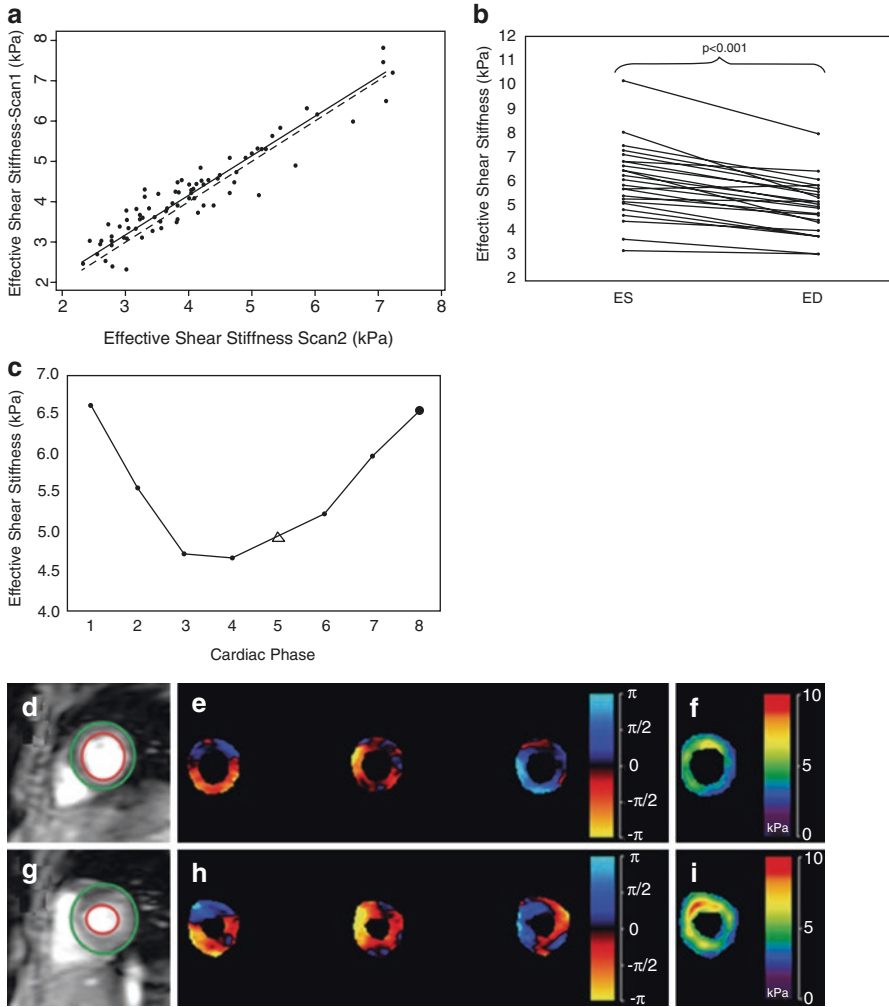 a
Effective Shear Stiffness-Scan1 (kPa)
8
7
6
5
4
3
2
2 3 4 5 6 7 8
Effective Shear Stiffness Scan2 (kPa)
b
Effective Shear Stiffness (kPa)
12
11
10
9
8
7
6
5
4
3
2
p<0.001
ES ED
c
Effective Shear Stiffness (kPa)
7.0
6.5
6.0
5.5
5.0
4.5
4.0
1 2 3 4 5 6 7 8
Cardiac Phase
d
e
π
π/2
0
-π/2
-π
f
10
5
0
kPa
g
h
π
π/2
0
-π/2
-π
i
10
5
0
kPa